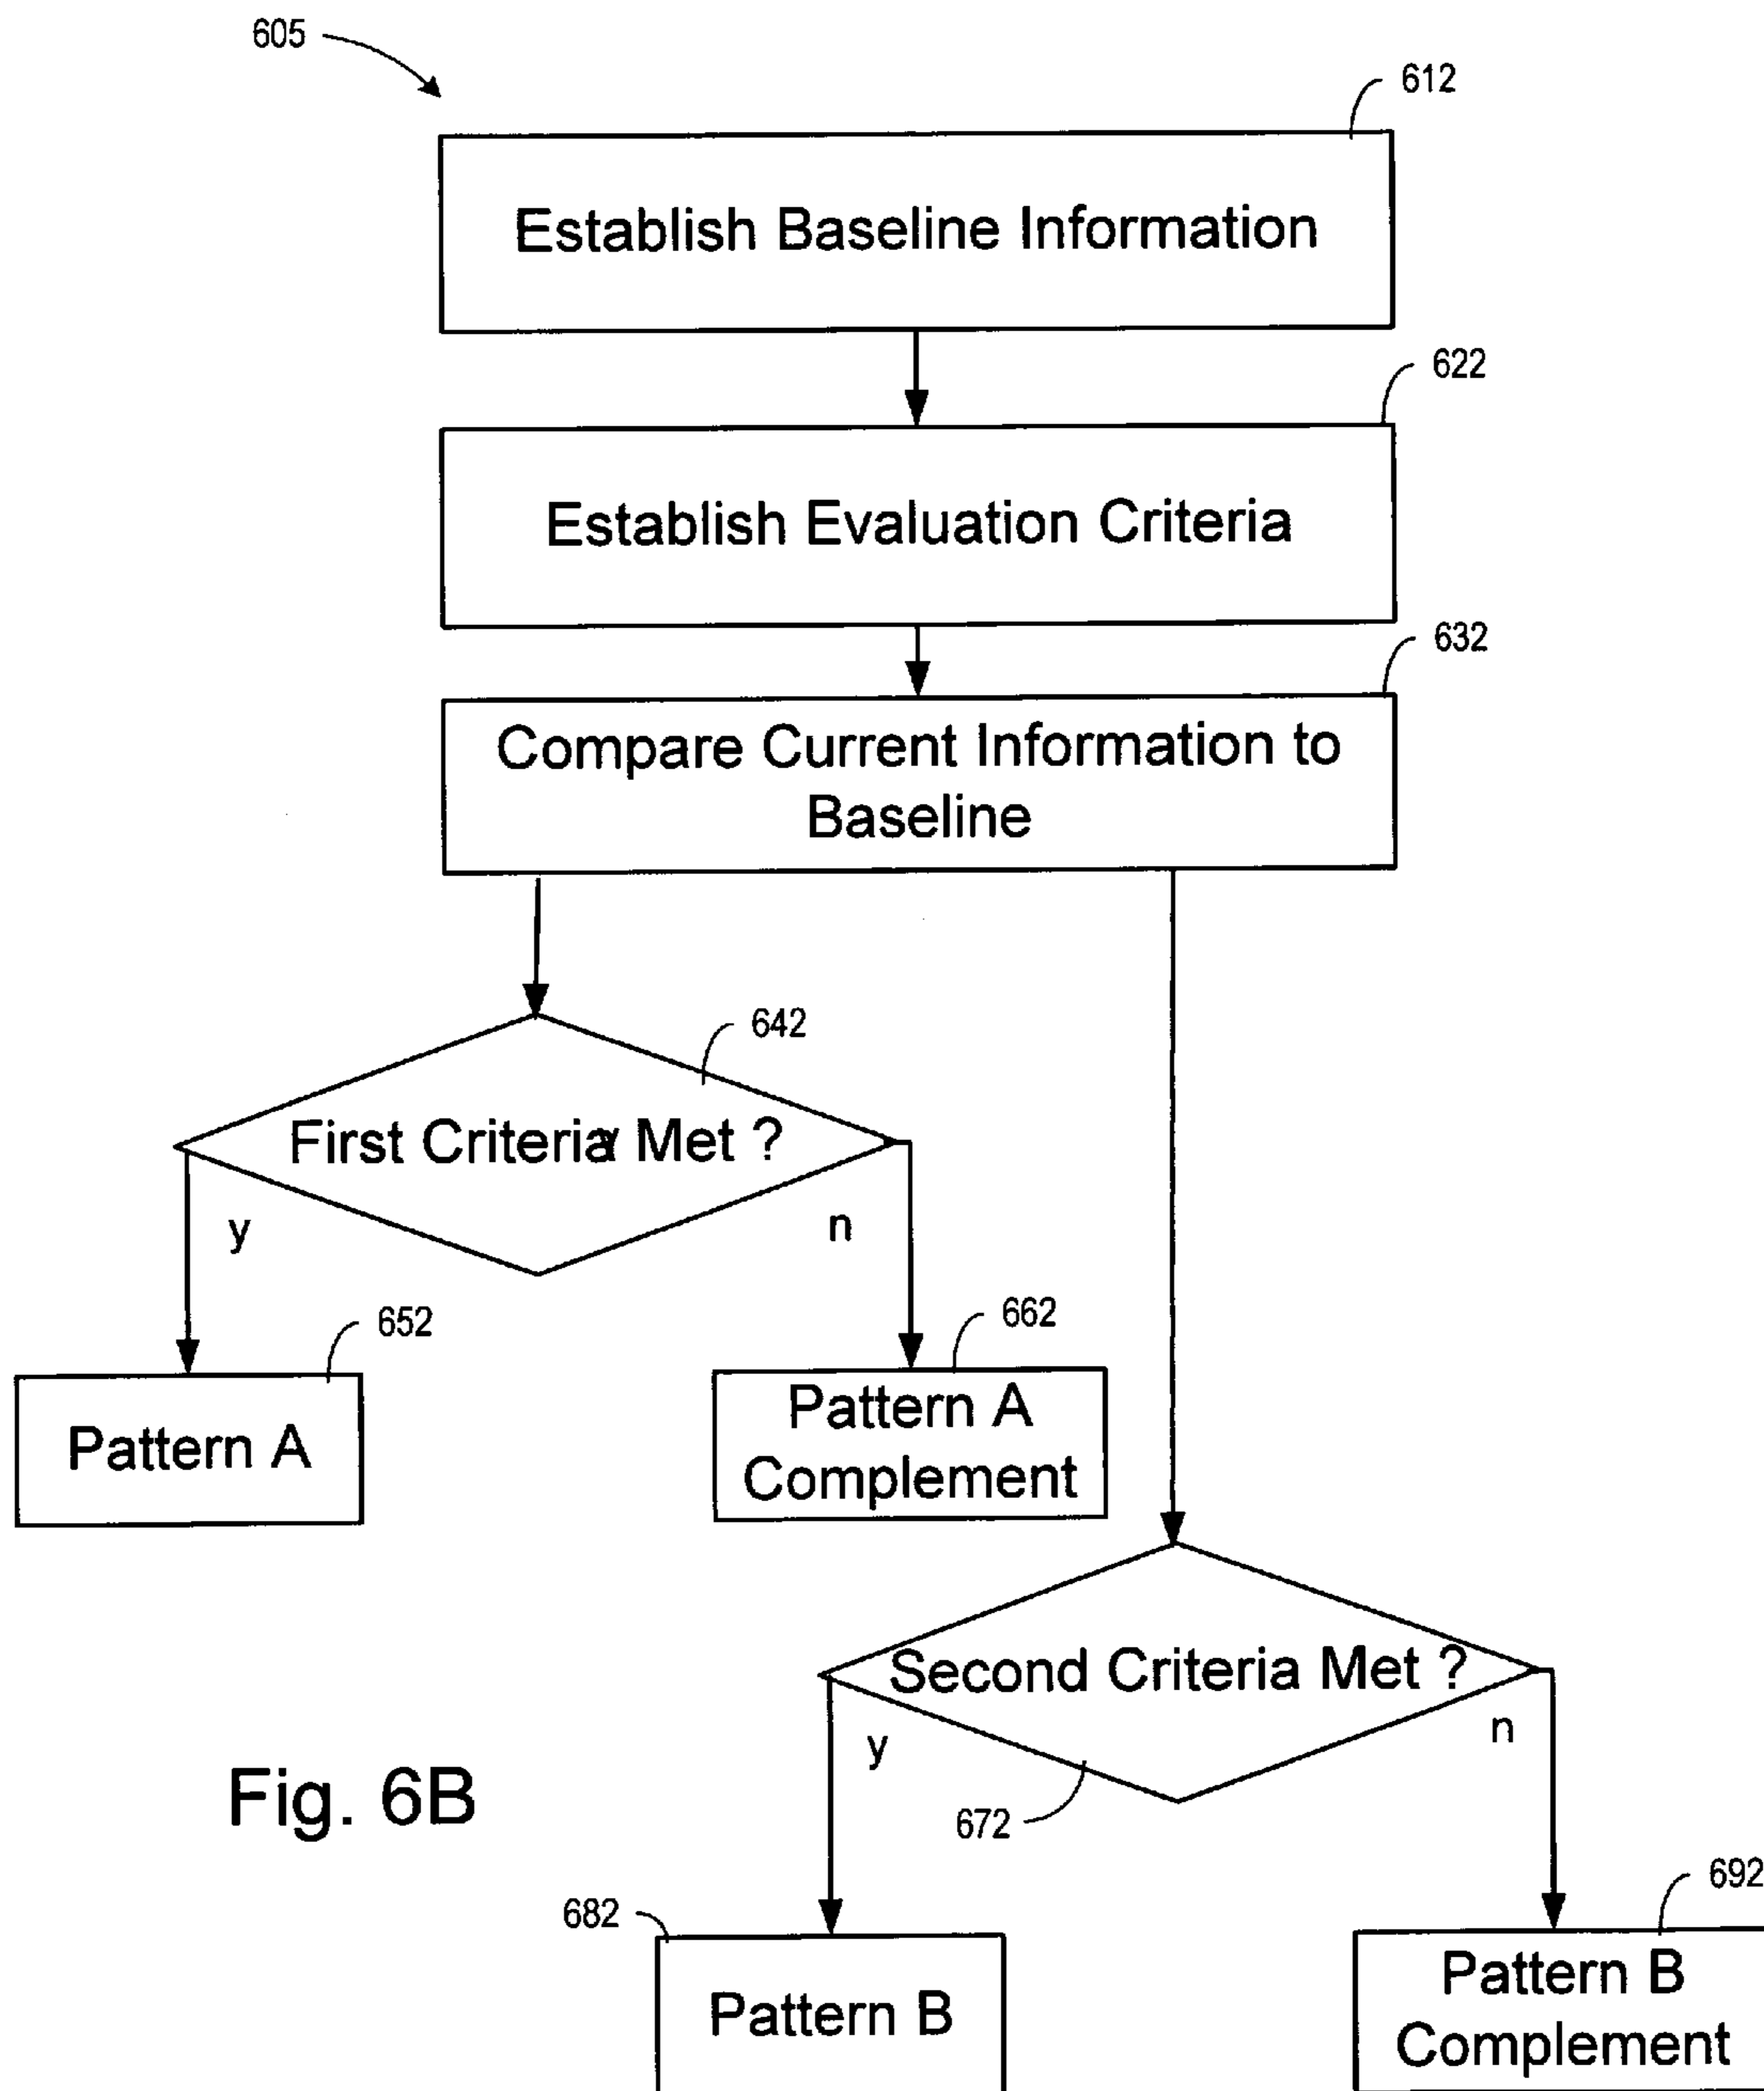 605
612
Establish Baseline Information
622
Establish Evaluation Criteria
632
Compare Current Information to
Baseline
642
First Criteria Met ?
y
n
652
Pattern A
662
Pattern A
Complement
Second Criteria Met ?
y
n
672
Fig. 6B
682
Pattern B
692
Pattern B
Complement